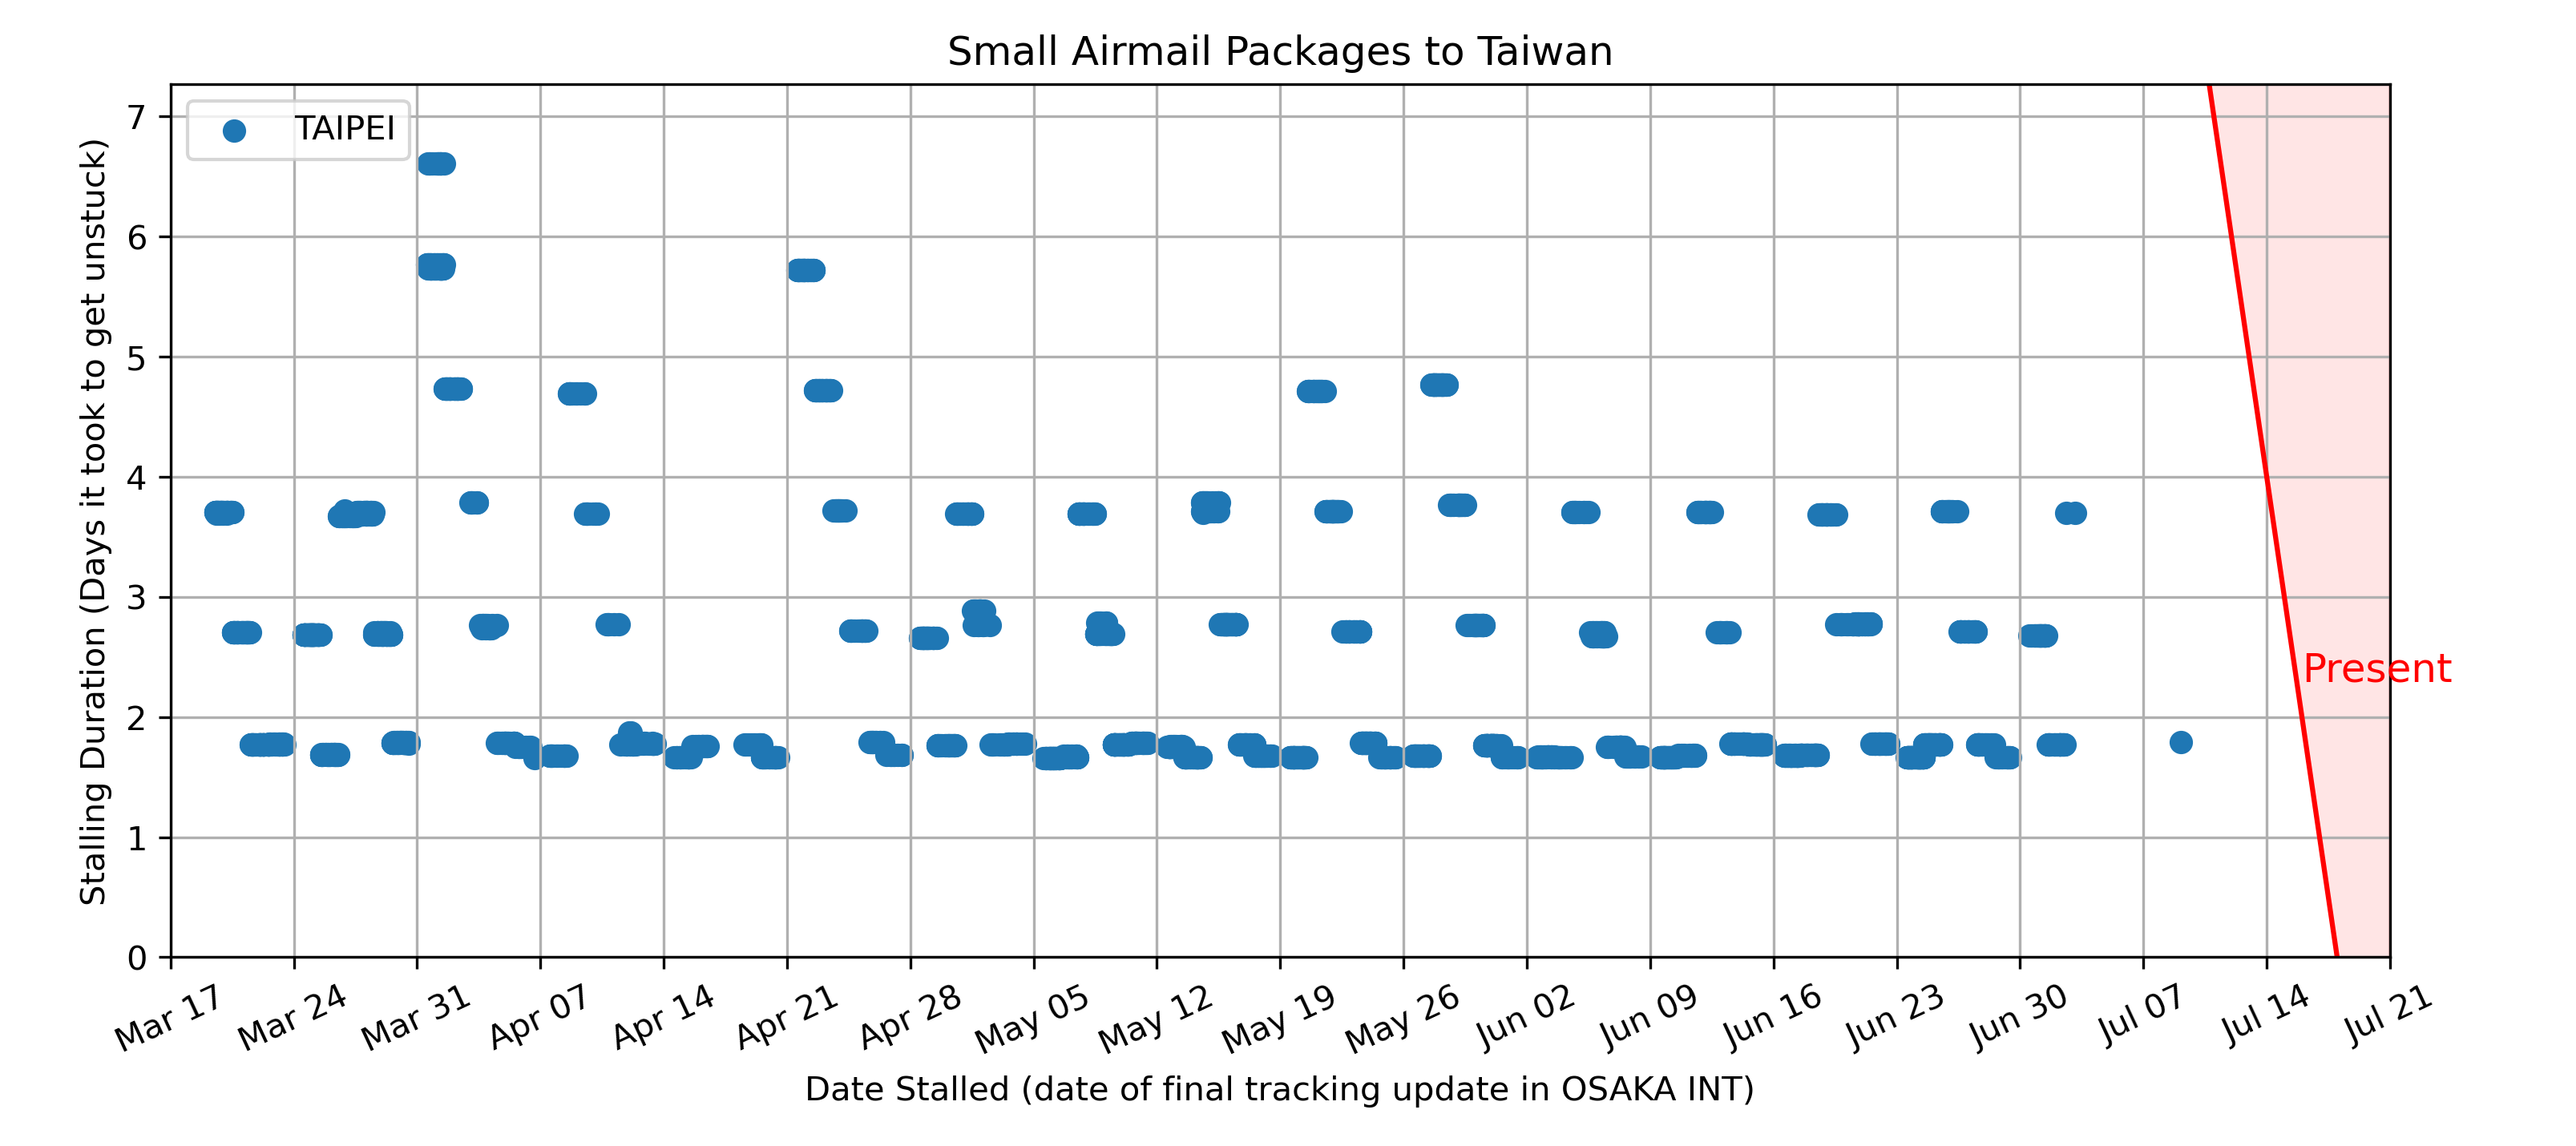 Small Airmail Packages to Taiwan
TAIPEI
Stalling Duration (Days it took to get unstuck)
7
6
5
4
3
2
1
0
Present
Mar 17 Mar 24 Mar 31 Apr 07 Apr 14 Apr 21 Apr 28 May 05 May 12 May 19 May 26 Jun 02 Jun 09 Jun 16 Jun 23 Jun 30 Jul 07 Jul 14 Jul 21
Date Stalled (date of final tracking update in OSAKA INT)